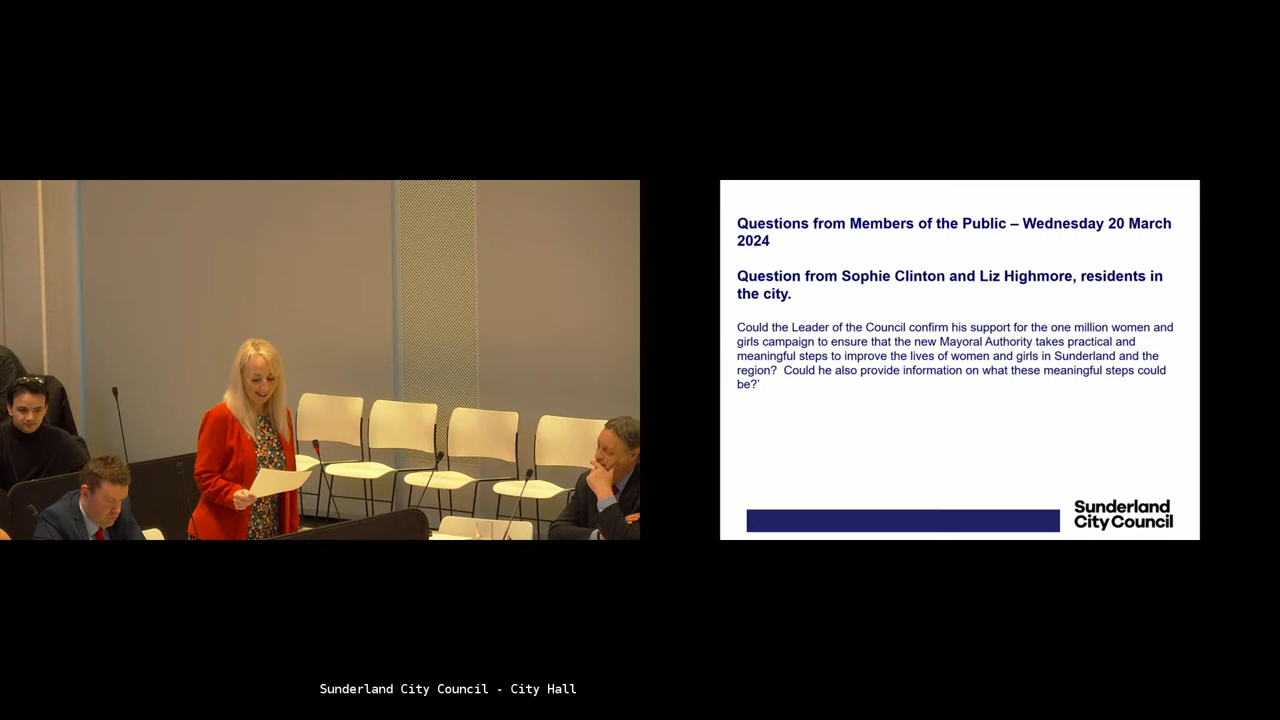 Questions from Members of the Public – Wednesday 20 March
2024
Question from Sophie Clinton and Liz Highmore, residents in
the city.
Could the Leader of the Council confirm his support for the one million women and
girls campaign to ensure that the new Mayoral Authority takes practical and
meaningful steps to improve the lives of women and girls in Sunderland and the
region?  Could he also provide information on what these meaningful steps could
be?'
Sunderland
City Council
Sunderland City Council - City Hall